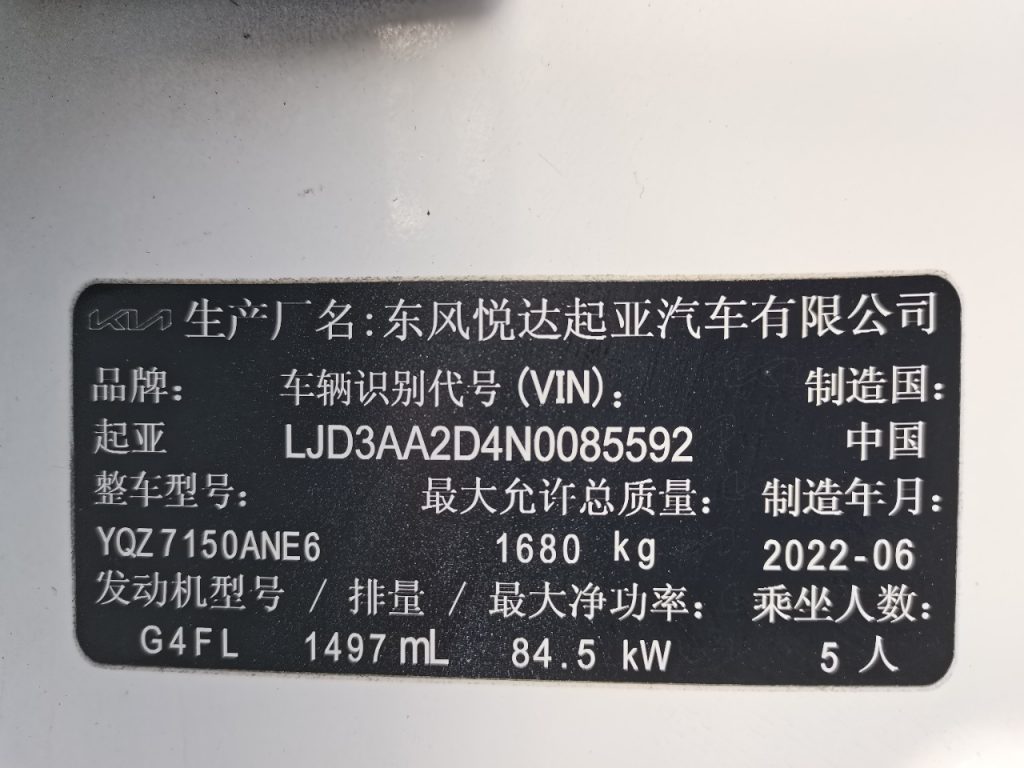 KIA 生产厂名:东风悦达起亚汽车有限公司
品牌: 车辆识别代号(VIN): 制造国:
起亚 LJD3AA2D4N0085592 中国
整车型号: 最大允许总质量: 制造年月:
YQZ7150ANE6 1680 kg 2022-06
发动机型号 / 排量 / 最大净功率: 乘坐人数:
G4FL 1497 mL 84.5 kW 5 人